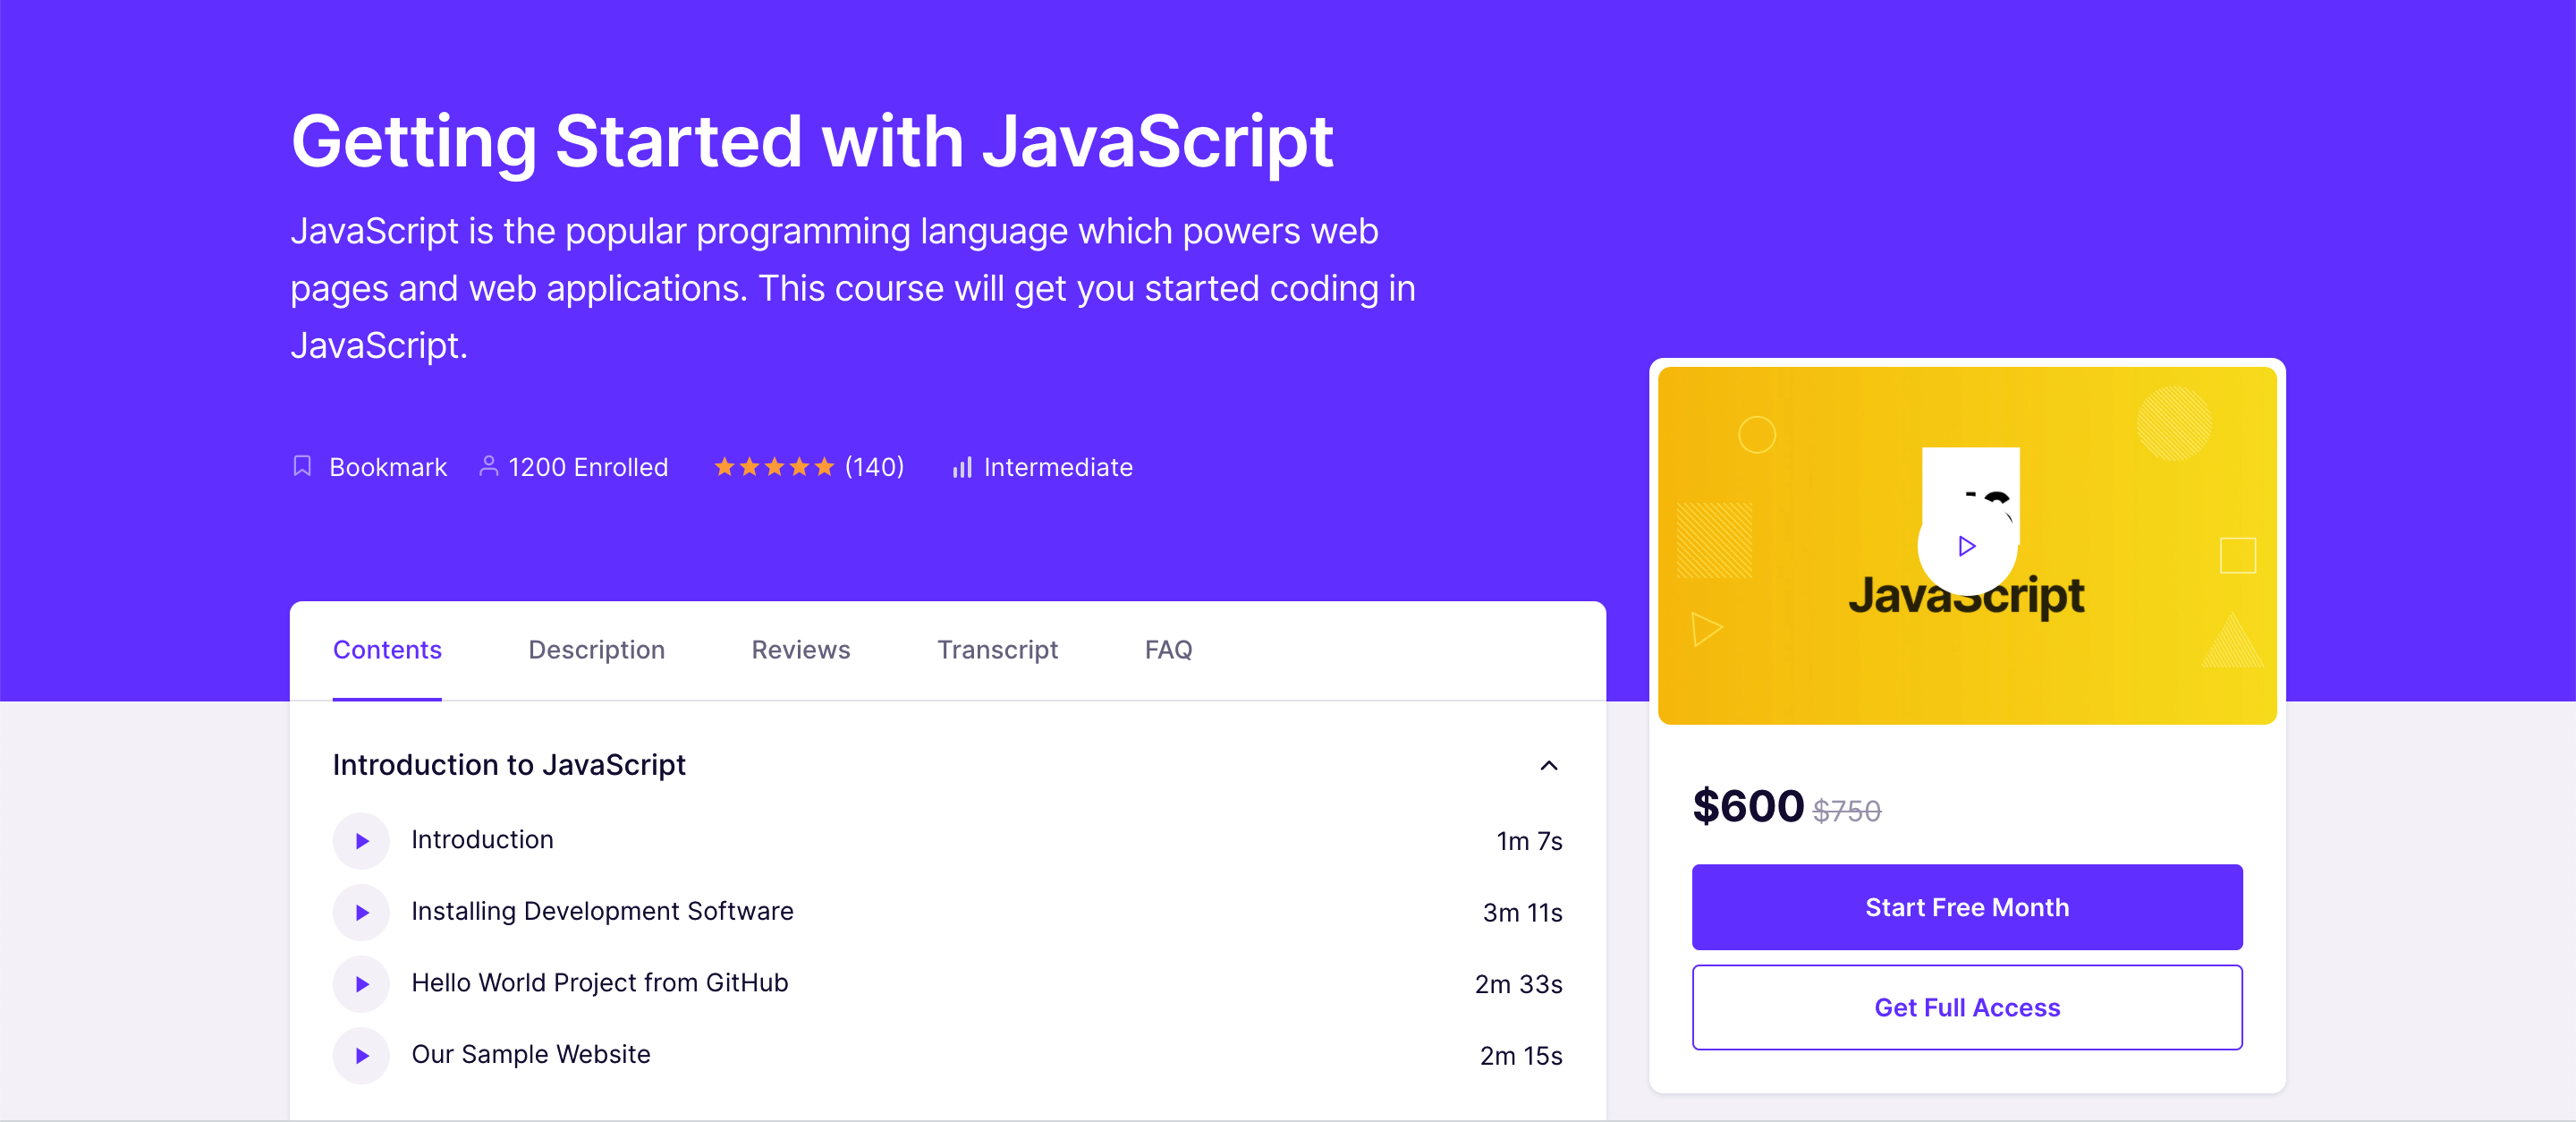 Getting Started with JavaScript
JavaScript is the popular programming language which powers web
pages and web applications. This course will get you started coding in
JavaScript.
Bookmark 1200 Enrolled (140) Intermediate
JavaScript
Contents Description Reviews Transcript FAQ
Introduction to JavaScript
Introduction 1m 7s
Installing Development Software 3m 11s
Hello World Project from GitHub 2m 33s
Our Sample Website 2m 15s
$600 $750
Start Free Month
Get Full Access